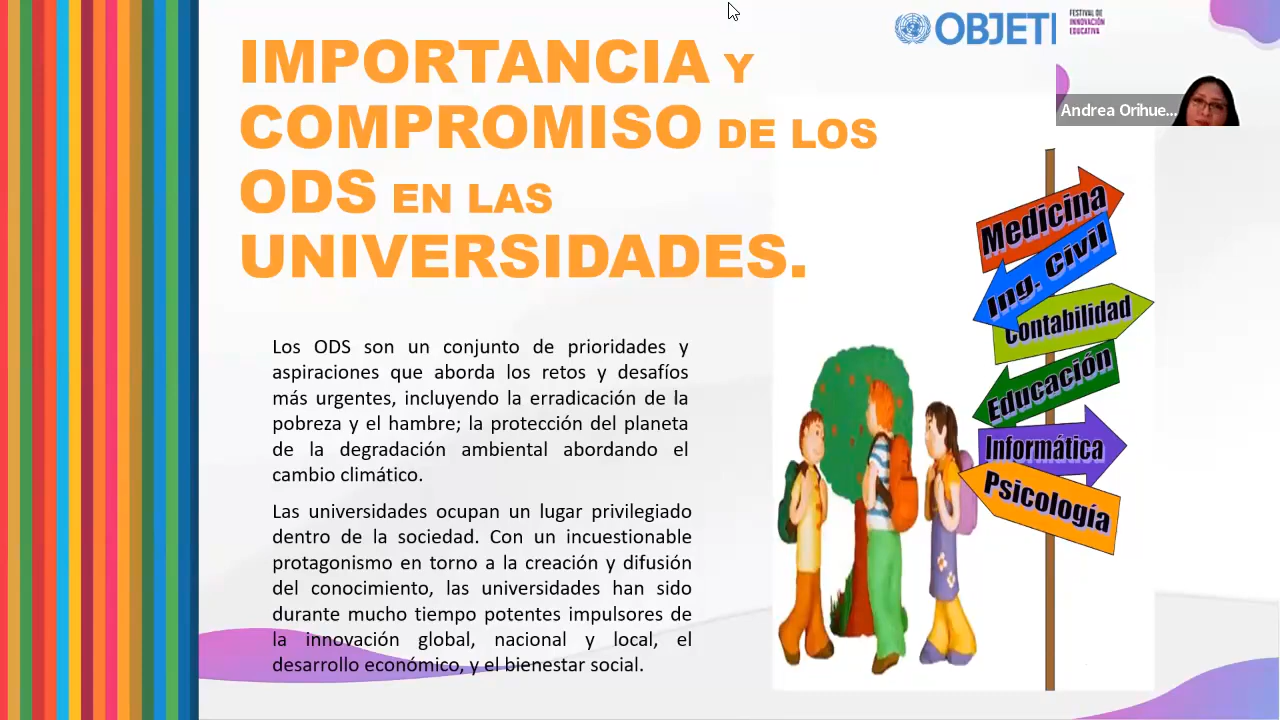 IMPORTANCIA Y
COMPROMISO DE LOS
ODS EN LAS
UNIVERSIDADES.
OBJETI
FESTIVAL DE
INNOVACIÓN
EDUCATIVA
Andrea Orihue...
Los ODS son un conjunto de prioridades y
aspiraciones que aborda los retos y desafíos
más urgentes, incluyendo la erradicación de la
pobreza y el hambre; la protección del planeta
de la degradación ambiental abordando el
cambio climático.
Las universidades ocupan un lugar privilegiado
dentro de la sociedad. Con un incuestionable
protagonismo en torno a la creación y difusión
del conocimiento, las universidades han sido
durante mucho tiempo potentes impulsores de
la innovación global, nacional y local, el
desarrollo económico, y el bienestar social.
Medicina
Ing. Civil
Contabilidad
Educación
Informática
Psicología